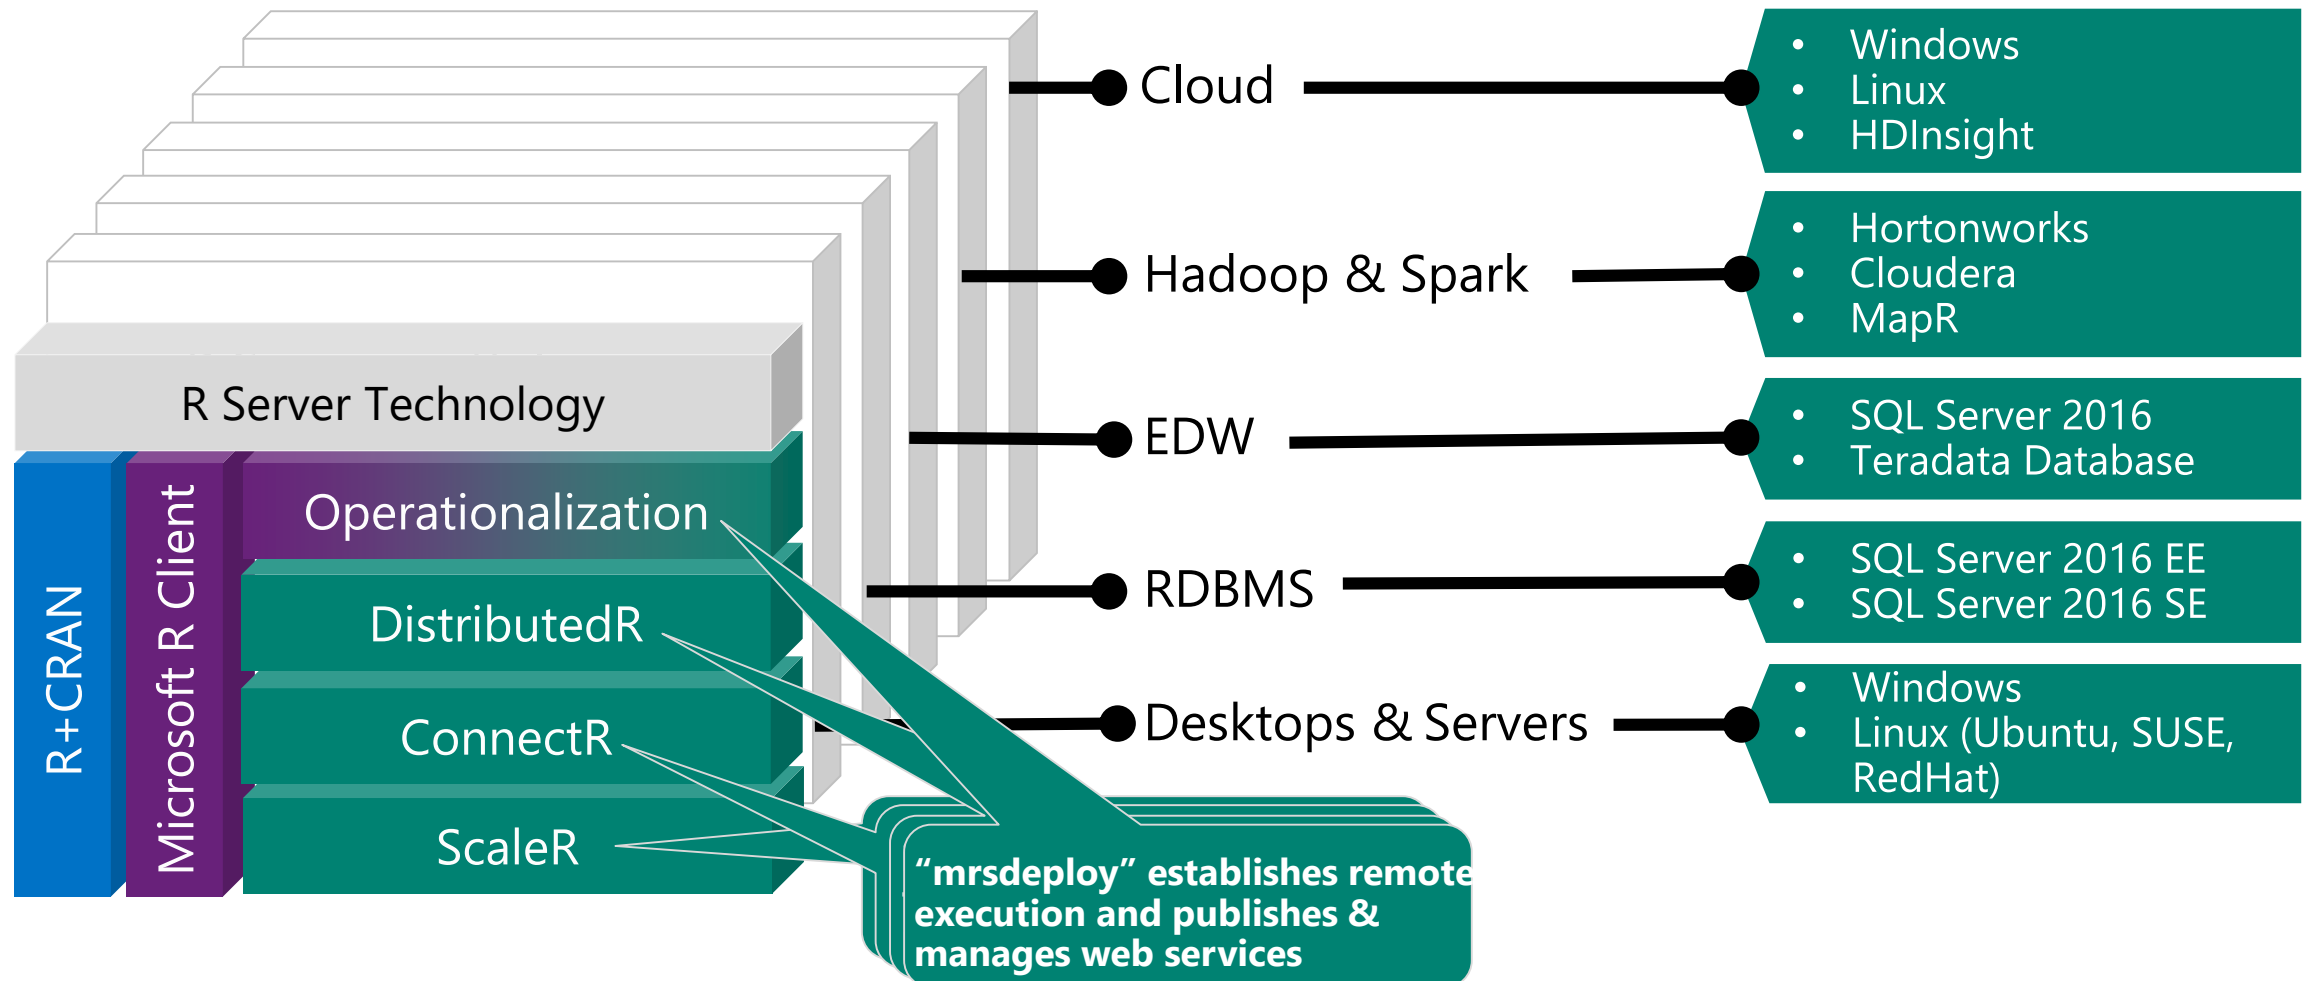 Cloud
• Windows
• Linux
• HDInsight
Hadoop & Spark
• Hortonworks
• Cloudera
• MapR
R Server Technology
EDW
• SQL Server 2016
• Teradata Database
R+CRAN
Microsoft R Client
Operationalization
DistributedR
ConnectR
ScaleR
RDBMS
• SQL Server 2016 EE
• SQL Server 2016 SE
Desktops & Servers
• Windows
• Linux (Ubuntu, SUSE,
RedHat)
“mrsdeploy” establishes remote
execution and publishes &
manages web services